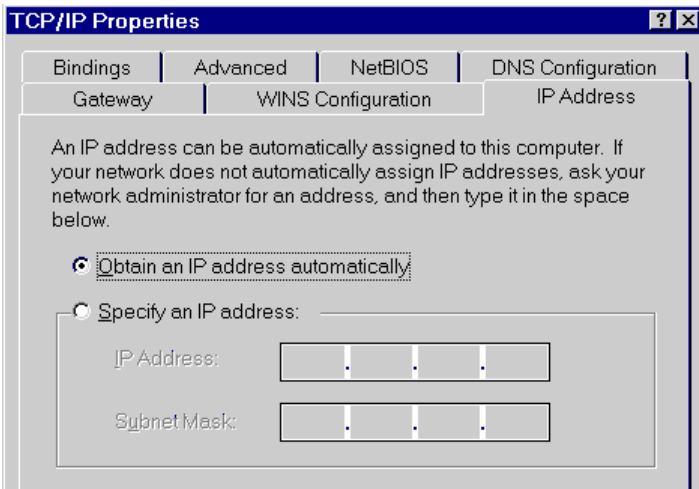 TCP/IP Properties
Bindings Advanced NetBIOS DNS Configuration
Gateway WINS Configuration IP Address
An IP address can be automatically assigned to this computer. If
your network does not automatically assign IP addresses, ask your
network administrator for an address, and then type it in the space
below.
Obtain an IP address automatically
Specify an IP address:
IP Address:
. . .
Subnet Mask:
. . .